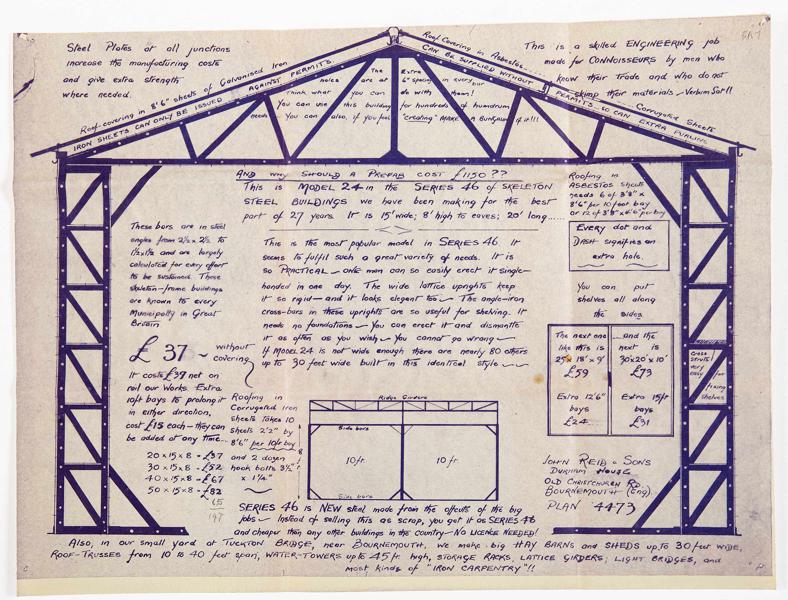 Steel Plates at all junctions
increase the manufacturing costs
and give extra strength
where needed.
Roof-covering in 8'6" sheets of Galvanised Iron
IRON SHEETS CAN ONLY BE ISSUED AGAINST PERMITS.
The Extra
holes are at 6" spacing in every bar
Think what you can do with them!
You can use this building for hundreds of humdrum
needs You can also, if you feel "creating" MAKE A Bungalow of it!!!
Roof Covering in Asbestos
CAN BE SUPPLIED WITHOUT PERMITS. SO CAN EXTRA PURLINS
Corrugated Sheets
This is a skilled ENGINEERING job
made for CONNOISSEURS by men who
know their trade and who do not
skimp their materials - Verbum Sat!!
AND WHY SHOULD A PREFAB COST £1150??
This is MODEL 24 in the SERIES 46 of SKELETON
STEEL BUILDINGS we have been making for the best
part of 27 years. It is 15' wide; 8' high to eaves; 20' long......
Roofing in
ASBESTOS sheets
needs 6 of 3'8" x
8'6" per 10 foot bay
Every dot and
DASH signifies an
extra hole.
These bars are in steel
angles from 2½ x 2½ to
1½ x 1½ and are largely
calculated for every effort
to be sustained. These
skeleton-frame buildings
are known to every
Municipality in Great
Britain
This is the most popular model in SERIES 46. It
seems to fulfil such a great variety of needs. It is
so PRACTICAL - ONE man can so easily erect it single-
handed in one day. The wide lattice uprights keep
it so rigid - and it looks elegant too - The angle-iron
cross-bars in these uprights are so useful for shelving. It
needs no foundations - You can erect it and dismantle
it as often as you wish - You cannot go wrong -
If MODEL 24 is not wide enough there are nearly 80 others
up to 30 feet wide built in this identical style
You can put
shelves all along
the sides
£37 - without
covering
It costs £37 net on
rail our Works. Extra
10ft bays to prolong it
in either direction,
cost £15 each - they can
be added at any time...
20 x 15 x 8 - £37
30 x 15 x 8 - £52
40 x 15 x 8 - £67
50 x 15 x 8 - £82
Roofing in
Corrugated iron
sheets takes 10
sheets 2'2" by
8'6" per 10ft bay
and 2 dozen
hook bolts 3½"
x 1¼"
Ridge Girders
Side bars
10 ft.
10 ft.
Side bars
8
ft
The next one
like this is
25' x 18' x 9'
£59
Extra 12'6"
bays
£24
and the
next is
30' x 20' x 10'
£73
Extra 15ft
bays
£31
Cross
struts
very
easy for
fixing
shelves
SERIES 46 is NEW steel made from the offcuts of the big
jobs - Instead of selling this as scrap, you get it as SERIES 46
and cheaper than any other buildings in the country - NO LICENCE NEEDED!
JOHN REID & SONS
DURHAM HOUSE
OLD CHRISTCHURCH RD
BOURNEMOUTH (Eng)
PLAN 4473
Also, in our small yard at TUCKTON BRIDGE, near BOURNEMOUTH, we make big HAY BARNS and SHEDS up to 30 feet WIDE,
ROOF-TRUSSES from 10 to 40 feet span, WATER-TOWERS up to 45 ft high, STORAGE RACKS, LATTICE GIRDERS; LIGHT BRIDGES, and
most kinds of "IRON CARPENTRY"!!